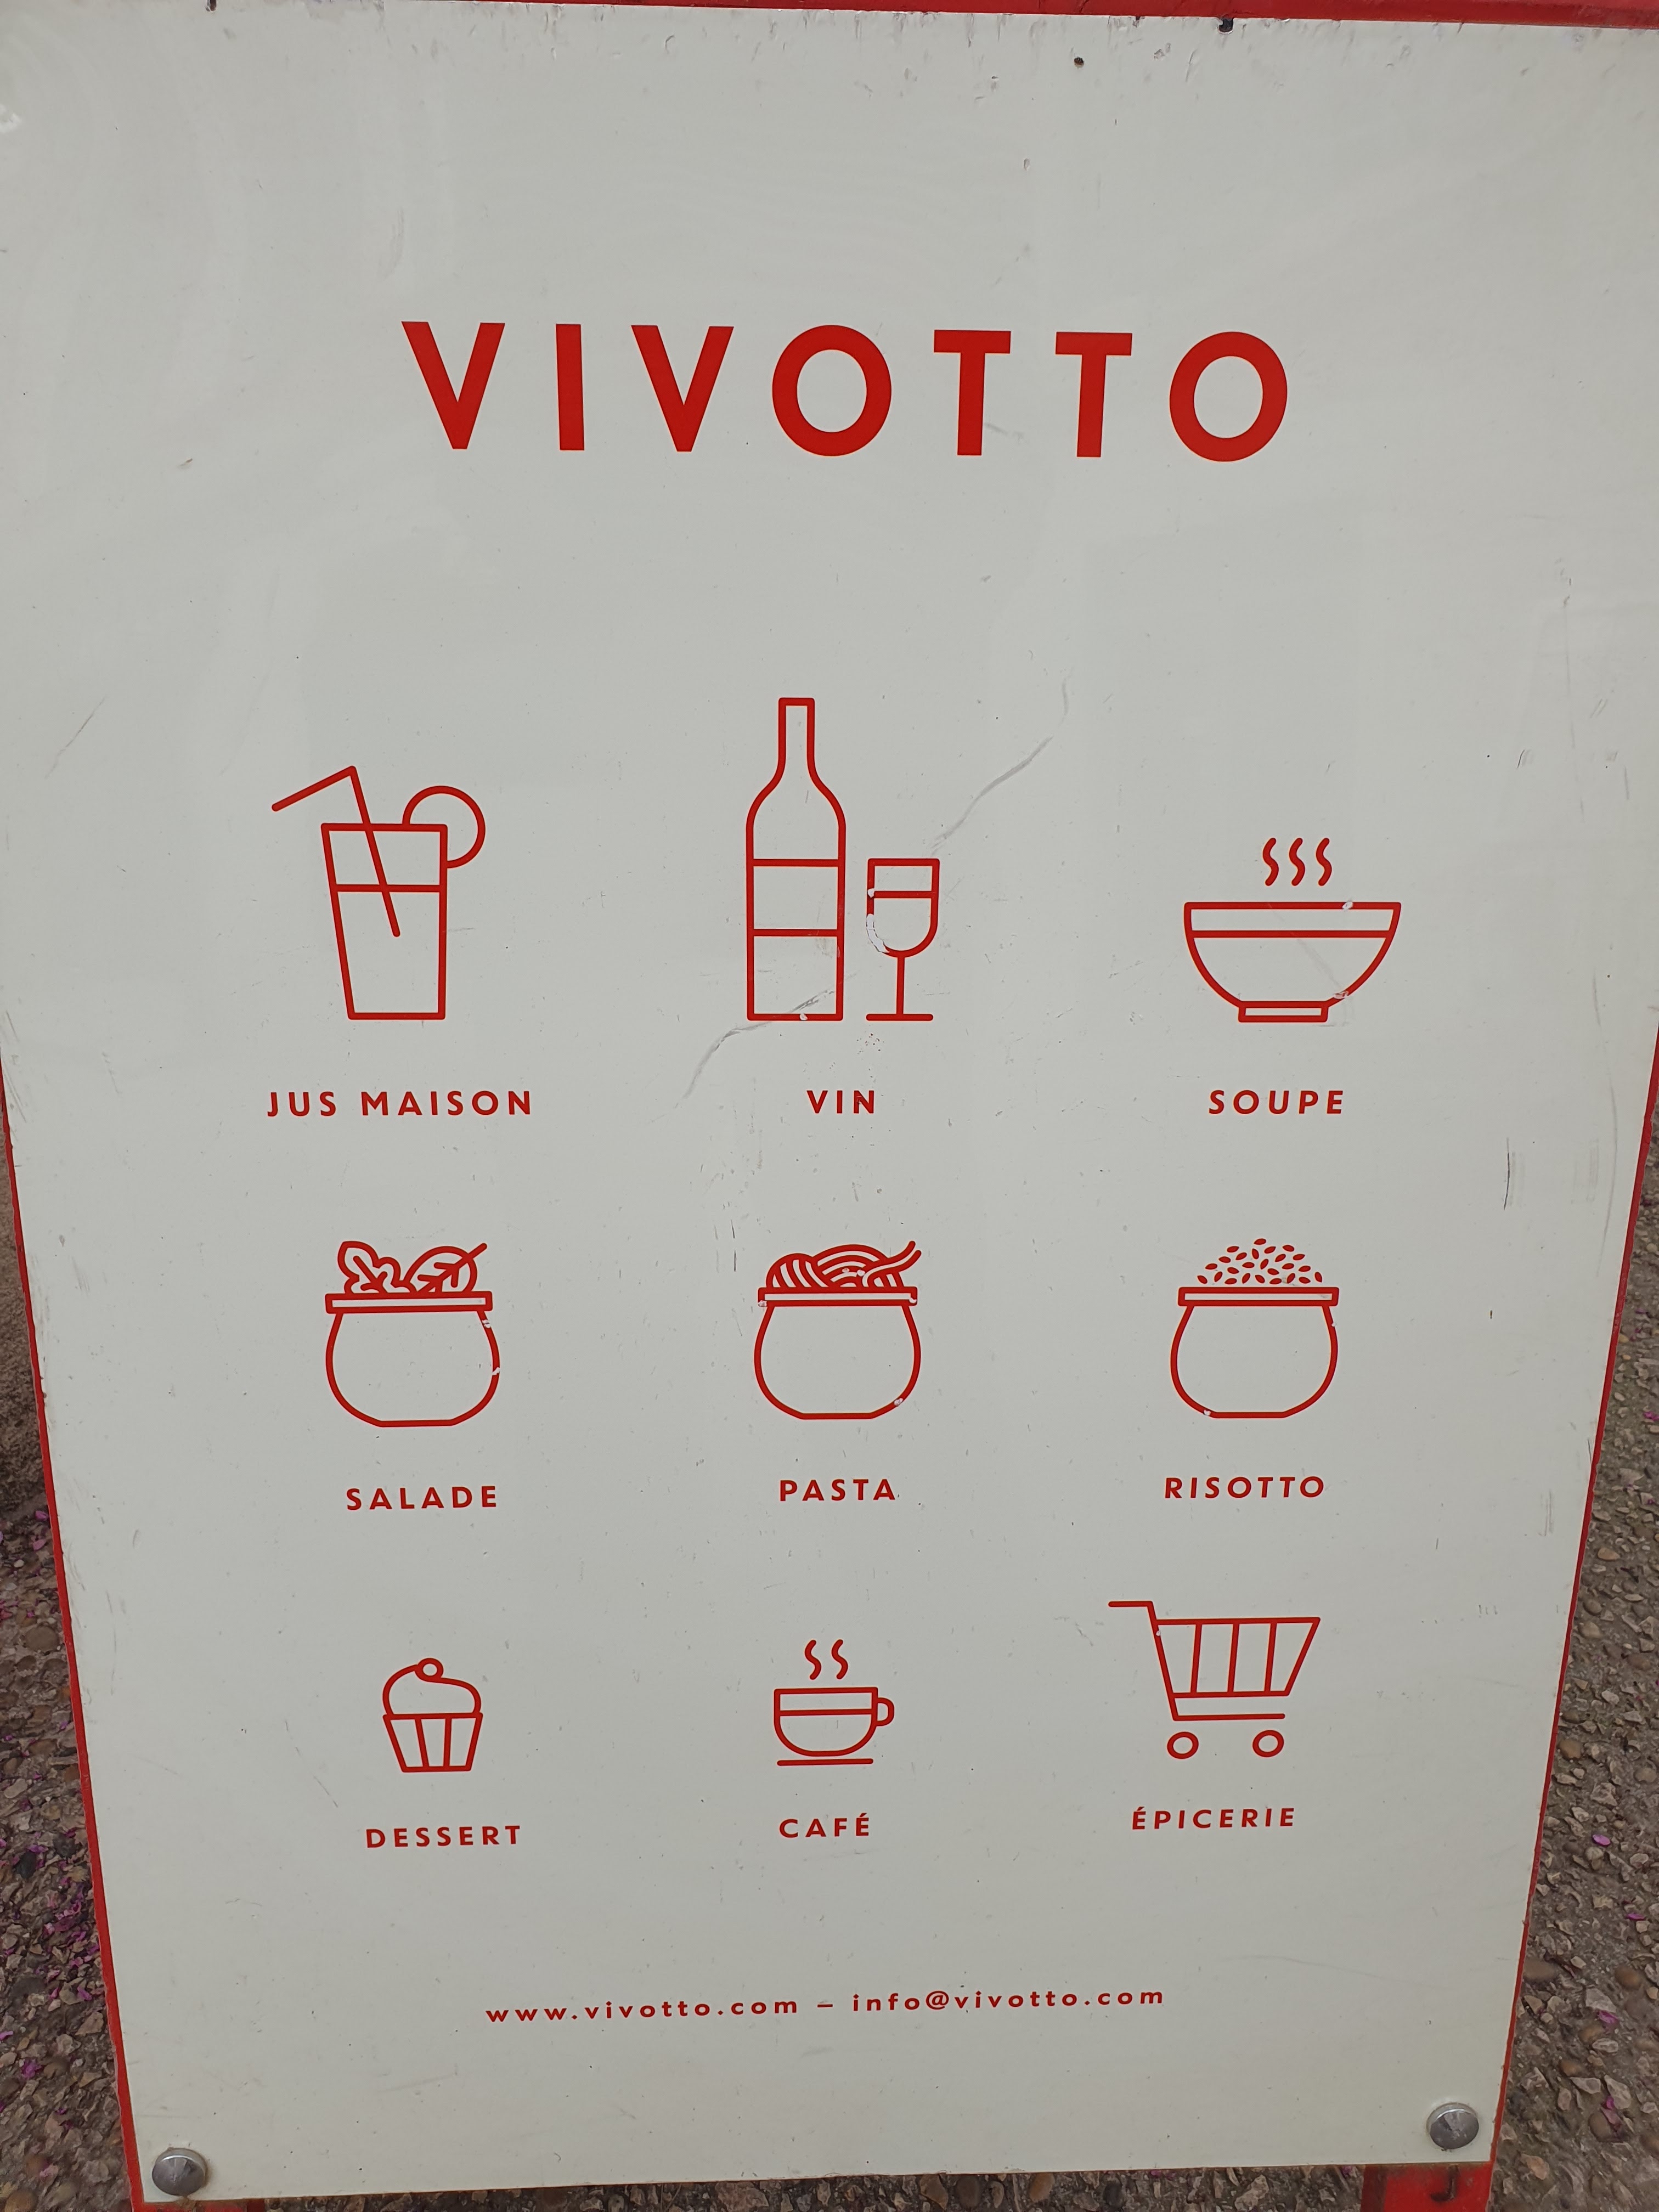 VIVOTTO
JUS MAISON
VIN
SOUPE
SALADE
PASTA
RISOTTO
DESSERT
CAFÉ
ÉPICERIE
www.vivotto.com – info@vivotto.com